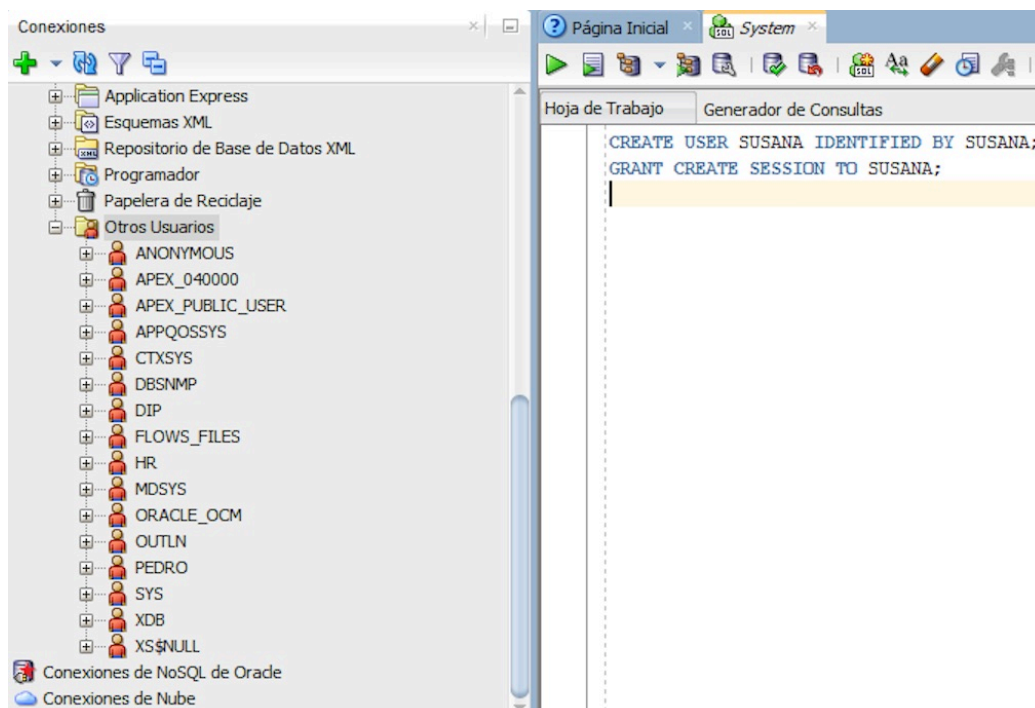 Conexiones
Application Express
Esquemas XML
Repositorio de Base de Datos XML
Programador
Papelera de Reciclaje
Otros Usuarios
ANONYMOUS
APEX_040000
APEX_PUBLIC_USER
APPQOSSYS
CTXSYS
DBSNMP
DIP
FLOWS_FILES
HR
MDSYS
ORACLE_OCM
OUTLN
PEDRO
SYS
XDB
XS$NULL
Conexiones de NoSQL de Oracle
Conexiones de Nube
Página Inicial
System
Hoja de Trabajo
Generador de Consultas
CREATE USER SUSANA IDENTIFIED BY SUSANA;
GRANT CREATE SESSION TO SUSANA;